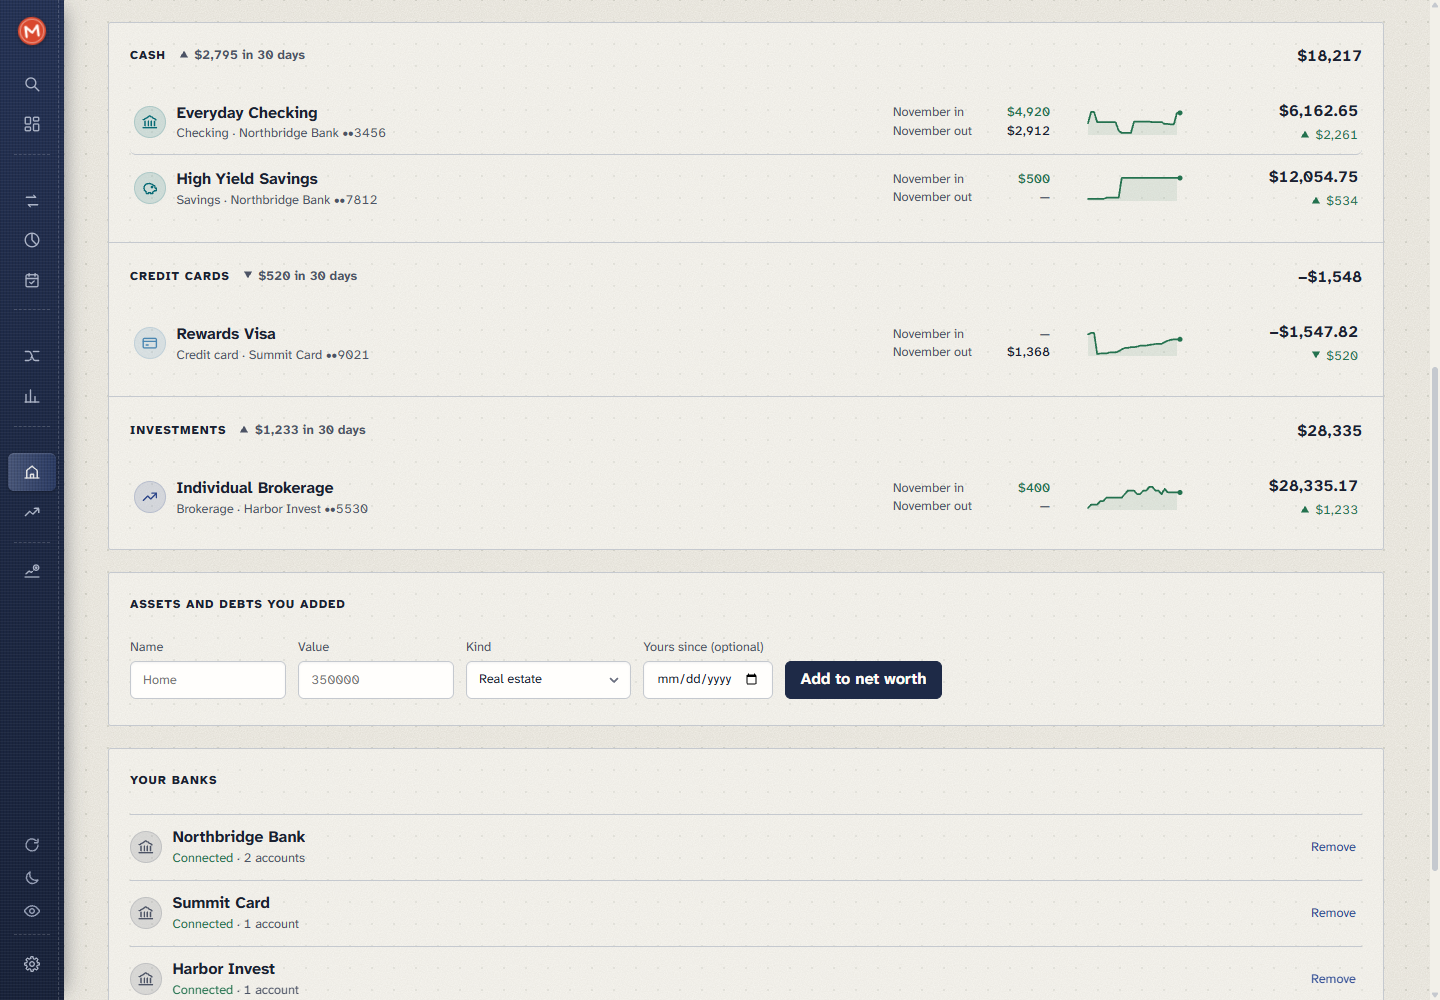 M
CASH ▲ $2,795 in 30 days $18,217
Everyday Checking
Checking · Northbridge Bank ••3456
November in $4,920
November out $2,912
$6,162.65
▲ $2,261
High Yield Savings
Savings · Northbridge Bank ••7812
November in $500
November out —
$12,054.75
▲ $534
CREDIT CARDS ▼ $520 in 30 days −$1,548
Rewards Visa
Credit card · Summit Card ••9021
November in —
November out $1,368
−$1,547.82
▼ $520
INVESTMENTS ▲ $1,233 in 30 days $28,335
Individual Brokerage
Brokerage · Harbor Invest ••5530
November in $400
November out —
$28,335.17
▲ $1,233
ASSETS AND DEBTS YOU ADDED
Name Value Kind Yours since (optional)
Home 350000 Real estate mm/dd/yyyy Add to net worth
YOUR BANKS
Northbridge Bank
Connected · 2 accounts
Remove
Summit Card
Connected · 1 account
Remove
Harbor Invest
Connected · 1 account
Remove